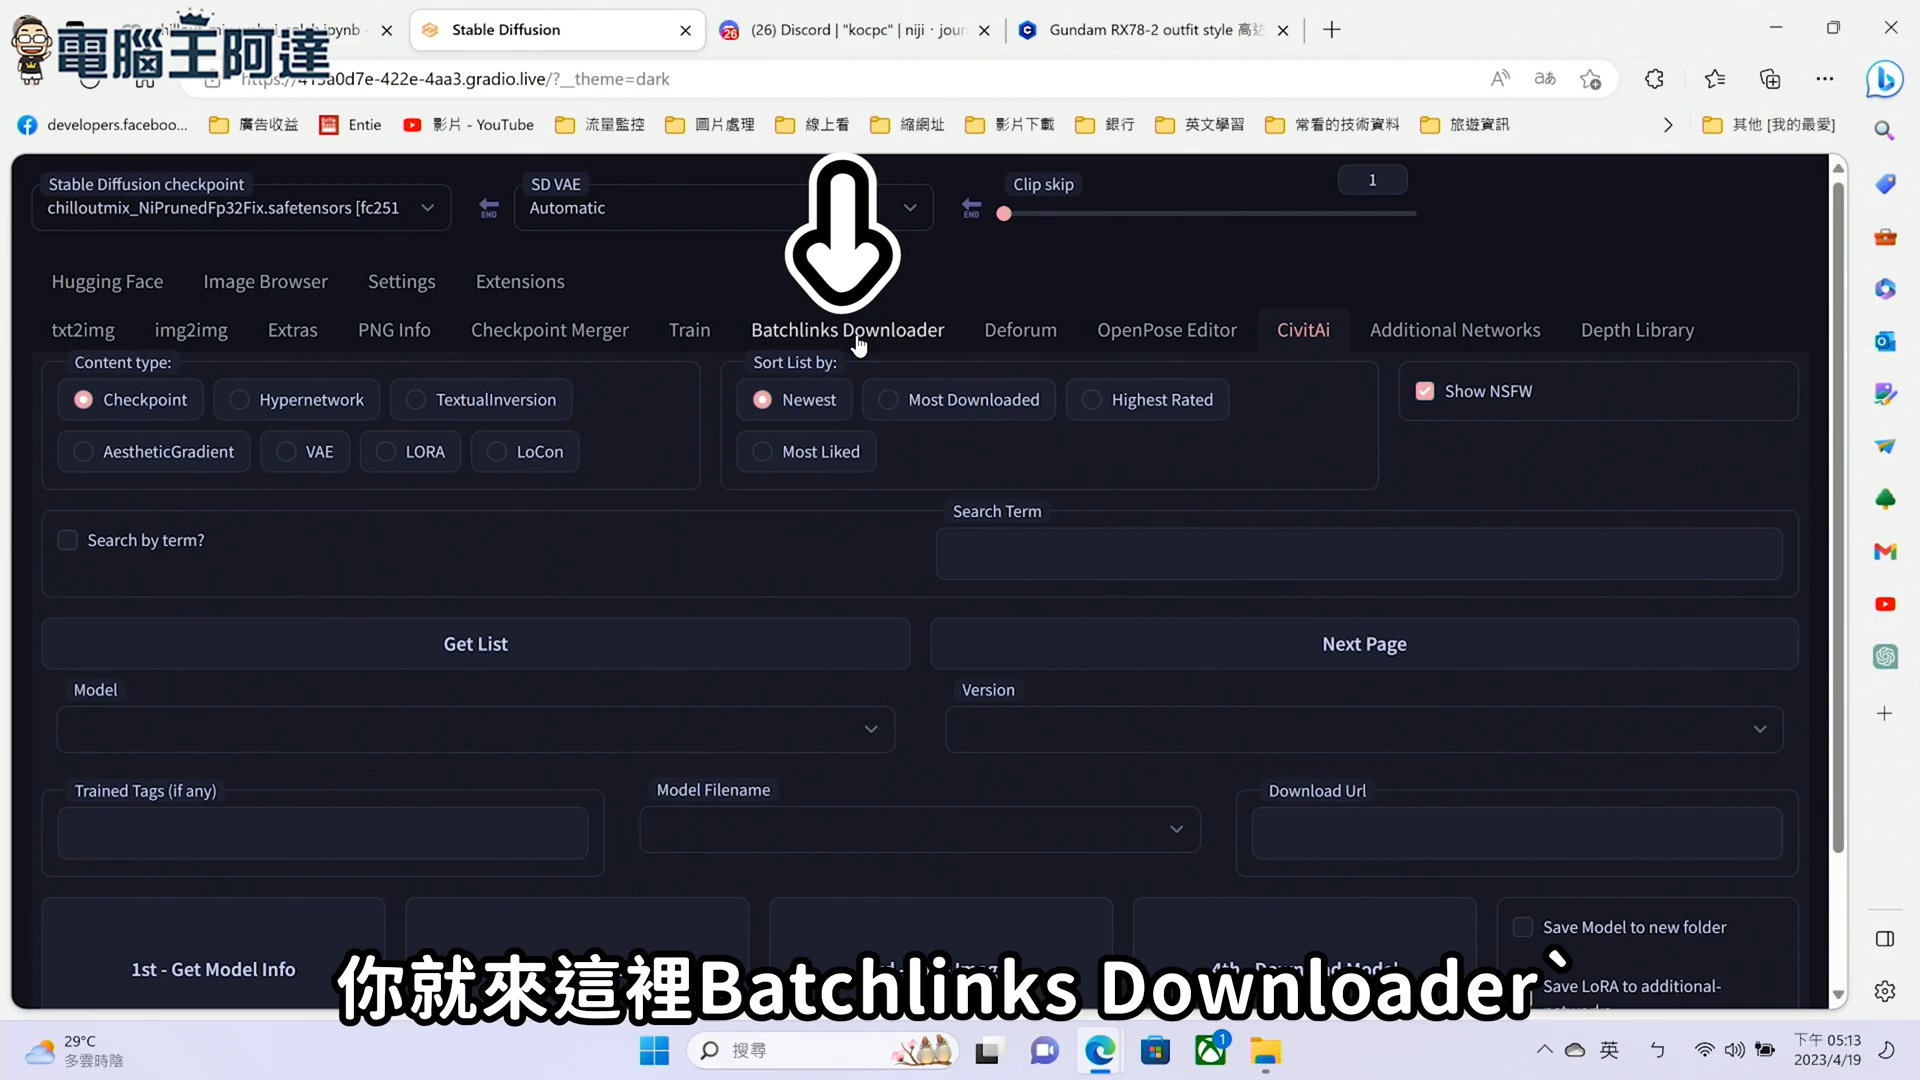 電腦王阿達
Stable Diffusion
(26) Discord | "kocpc" | niji · jour
Gundam RX78-2 outfit style 高达
a0d7e-422e-4aa3.gradio.live/?__theme=dark
developers.faceboo...
廣告收益
Entie
影片 - YouTube
流量監控
圖片處理
線上看
縮網址
影片下載
銀行
英文學習
常看的技術資料
旅遊資訊
其他 [我的最愛]
Stable Diffusion checkpoint
chilloutmix_NiPrunedFp32Fix.safetensors [fc251
END
SD VAE
Automatic
END
Clip skip
1
Hugging Face
Image Browser
Settings
Extensions
txt2img
img2img
Extras
PNG Info
Checkpoint Merger
Train
Batchlinks Downloader
Deforum
OpenPose Editor
CivitAi
Additional Networks
Depth Library
Content type:
Checkpoint
Hypernetwork
TextualInversion
AestheticGradient
VAE
LORA
LoCon
Sort List by:
Newest
Most Downloaded
Highest Rated
Most Liked
Show NSFW
Search by term?
Search Term
Get List
Next Page
Model
Version
Trained Tags (if any)
Model Filename
Download Url
1st - Get Model Info
Save Model to new folder
Save LoRA to additional-
你就來這裡Batchlinks Downloader`
29°C
多雲時陰
搜尋
1
英
ㄅ
下午 05:13
2023/4/19